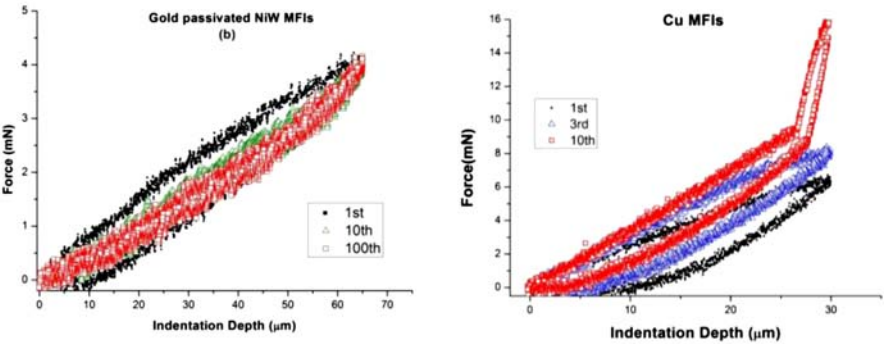 Gold passivated NiW MFIs
(b)
5
4
3
2
1
0
Force (mN)
1st
10th
100th
0 10 20 30 40 50 60 70
Indentation Depth (μm)
Cu MFIs
16
14
12
10
8
6
4
2
0
Force(mN)
1st
3rd
10th
0 10 20 30
Indentation Depth (μm)